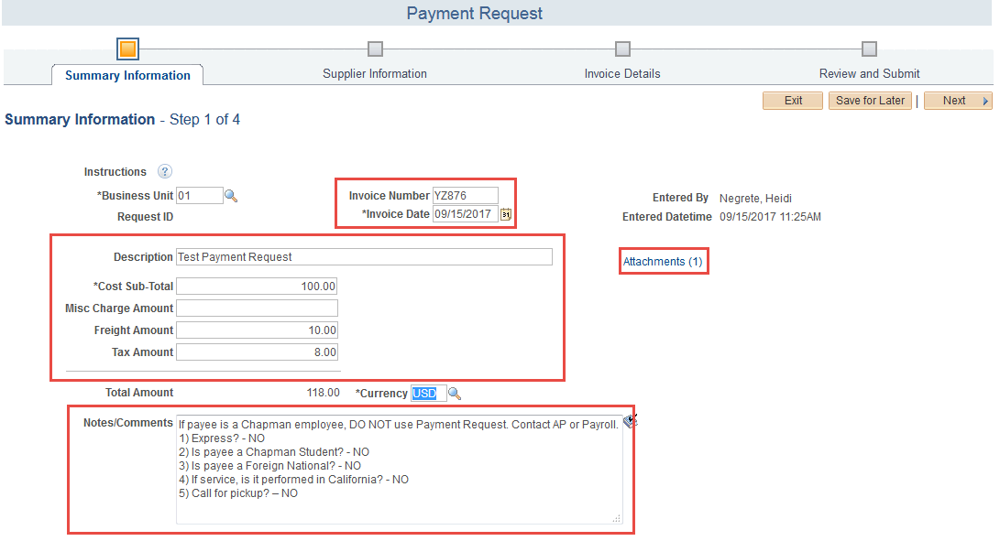 Payment Request
Summary Information
Supplier Information
Invoice Details
Review and Submit
Exit
Save for Later
|
Next
Summary Information - Step 1 of 4
Instructions ?
*Business Unit 01
Invoice Number YZ876
Entered By Negrete, Heidi
Request ID
*Invoice Date 09/15/2017 31
Entered Datetime 09/15/2017 11:25AM
Description Test Payment Request
Attachments (1)
*Cost Sub-Total 100.00
Misc Charge Amount
Freight Amount 10.00
Tax Amount 8.00
Total Amount 118.00 *Currency USD
Notes/Comments If payee is a Chapman employee, DO NOT use Payment Request. Contact AP or Payroll.
1) Express? - NO
2) Is payee a Chapman Student? - NO
3) Is payee a Foreign National? - NO
4) If service, is it performed in California? - NO
5) Call for pickup? – NO